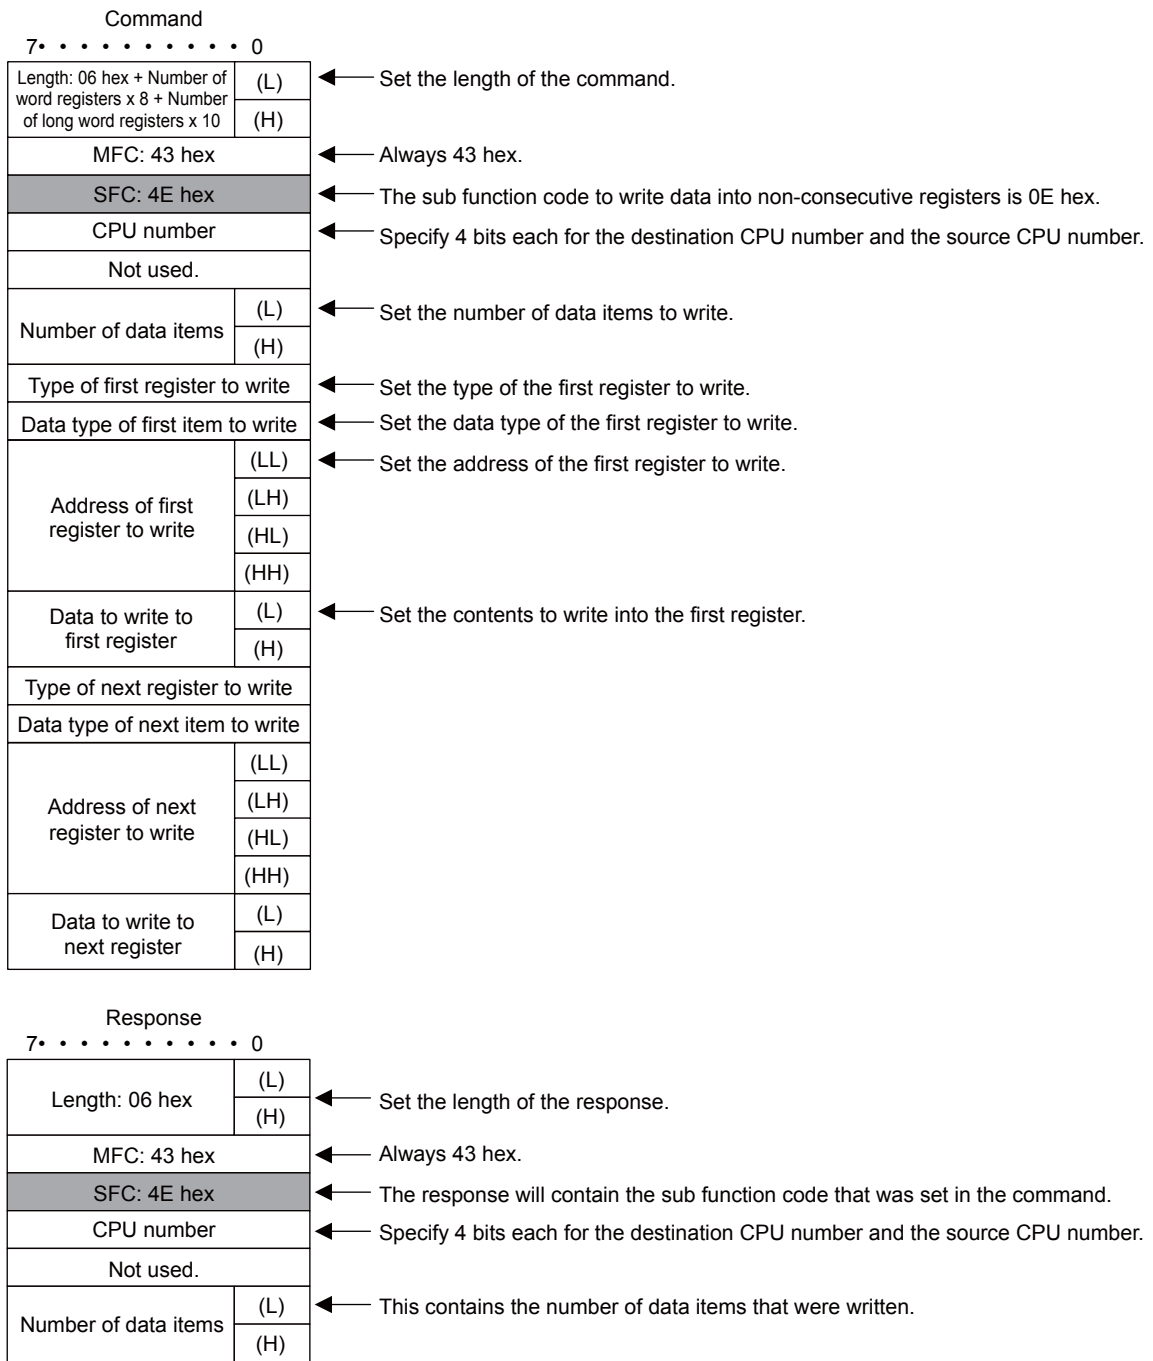 Command
7• • • • • • • • • • 0
Length: 06 hex + Number of
word registers x 8 + Number
of long word registers x 10
(L)
(H)
Set the length of the command.
MFC: 43 hex
Always 43 hex.
SFC: 4E hex
The sub function code to write data into non-consecutive registers is 0E hex.
CPU number
Specify 4 bits each for the destination CPU number and the source CPU number.
Not used.
Number of data items
(L)
(H)
Set the number of data items to write.
Type of first register to write
Set the type of the first register to write.
Data type of first item to write
Set the data type of the first register to write.
Address of first
register to write
(LL)
(LH)
(HL)
(HH)
Set the address of the first register to write.
Data to write to
first register
(L)
(H)
Set the contents to write into the first register.
Type of next register to write
Data type of next item to write
Address of next
register to write
(LL)
(LH)
(HL)
(HH)
Data to write to
next register
(L)
(H)
Response
7• • • • • • • • • • 0
Length: 06 hex
(L)
(H)
Set the length of the response.
MFC: 43 hex
Always 43 hex.
SFC: 4E hex
The response will contain the sub function code that was set in the command.
CPU number
Specify 4 bits each for the destination CPU number and the source CPU number.
Not used.
Number of data items
(L)
(H)
This contains the number of data items that were written.